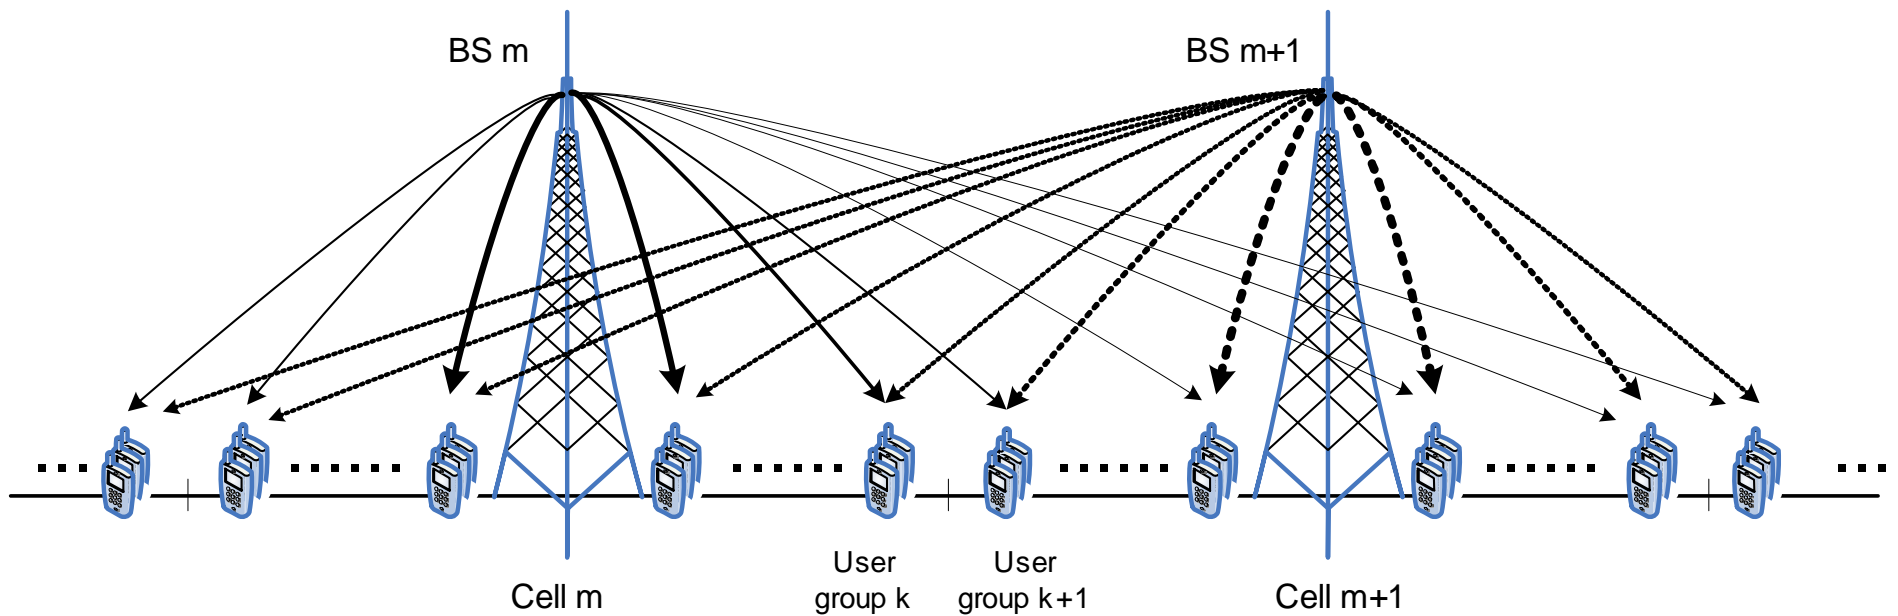 BS m
BS m+1
User
group k
User
group k+1
Cell m
Cell m+1